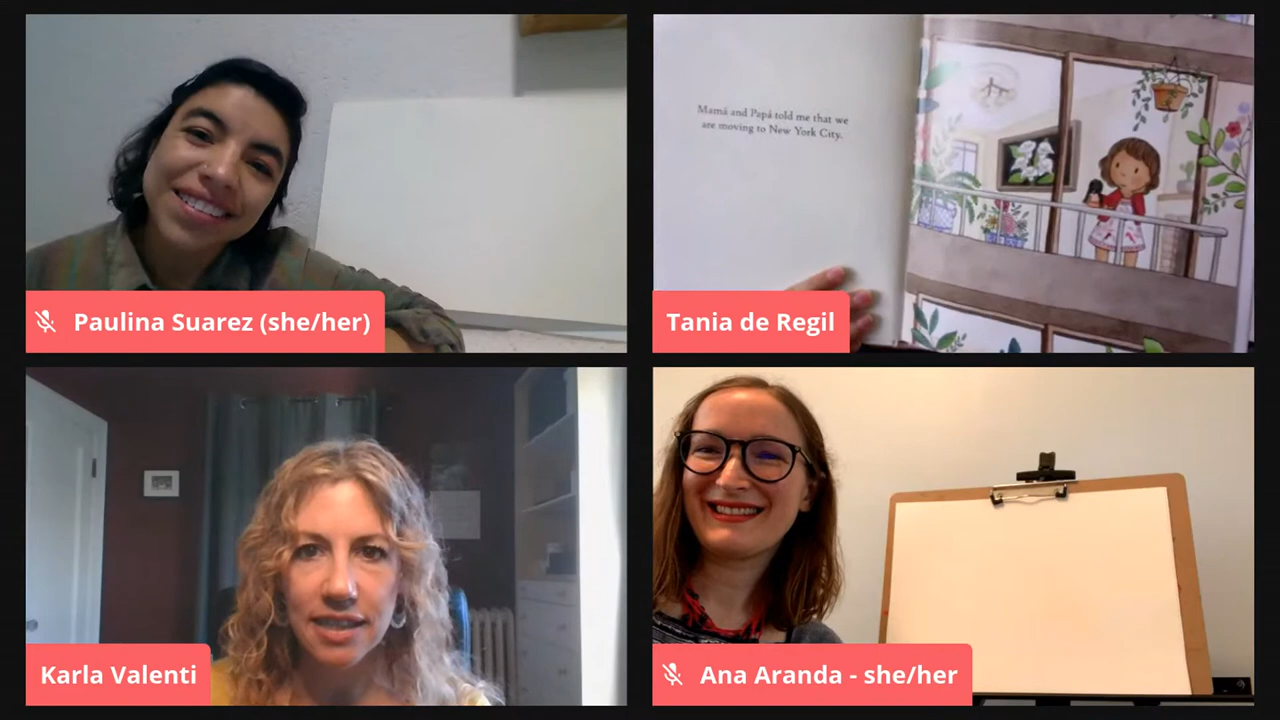 Mamá and Papá told me that we
are moving to New York City.
Paulina Suarez (she/her)
Tania de Regil
Karla Valenti
Ana Aranda - she/her